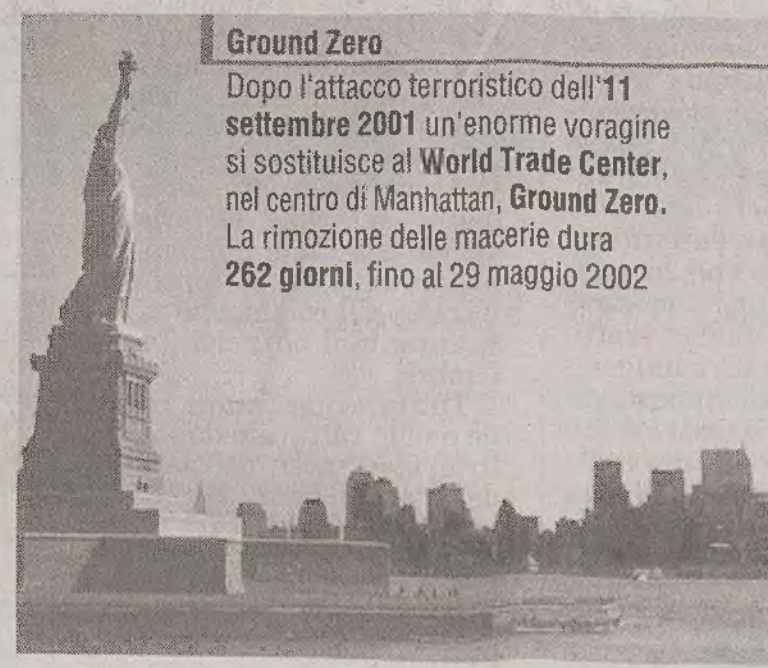 Ground Zero
Dopo l'attacco terroristico dell'11
settembre 2001 un'enorme voragine
si sostituisce al World Trade Center,
nel centro di Manhattan, Ground Zero.
La rimozione delle macerie dura
262 giorni, fino al 29 maggio 2002